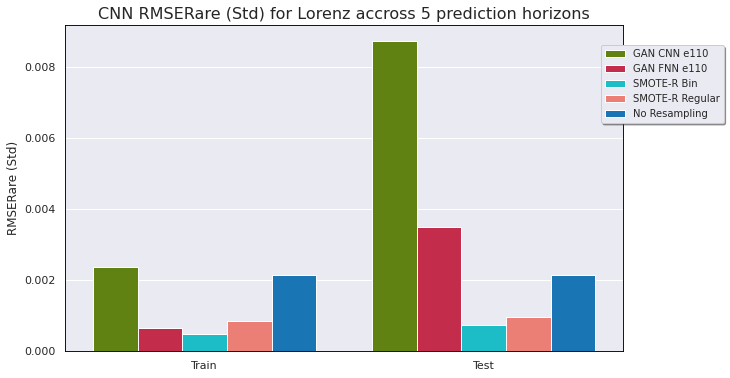 CNN RMSERare (Std) for Lorenz accross 5 prediction horizons
RMSERare (Std)
0.008
0.006
0.004
0.002
0.000
Train
Test
GAN CNN e110
GAN FNN e110
SMOTE-R Bin
SMOTE-R Regular
No Resampling